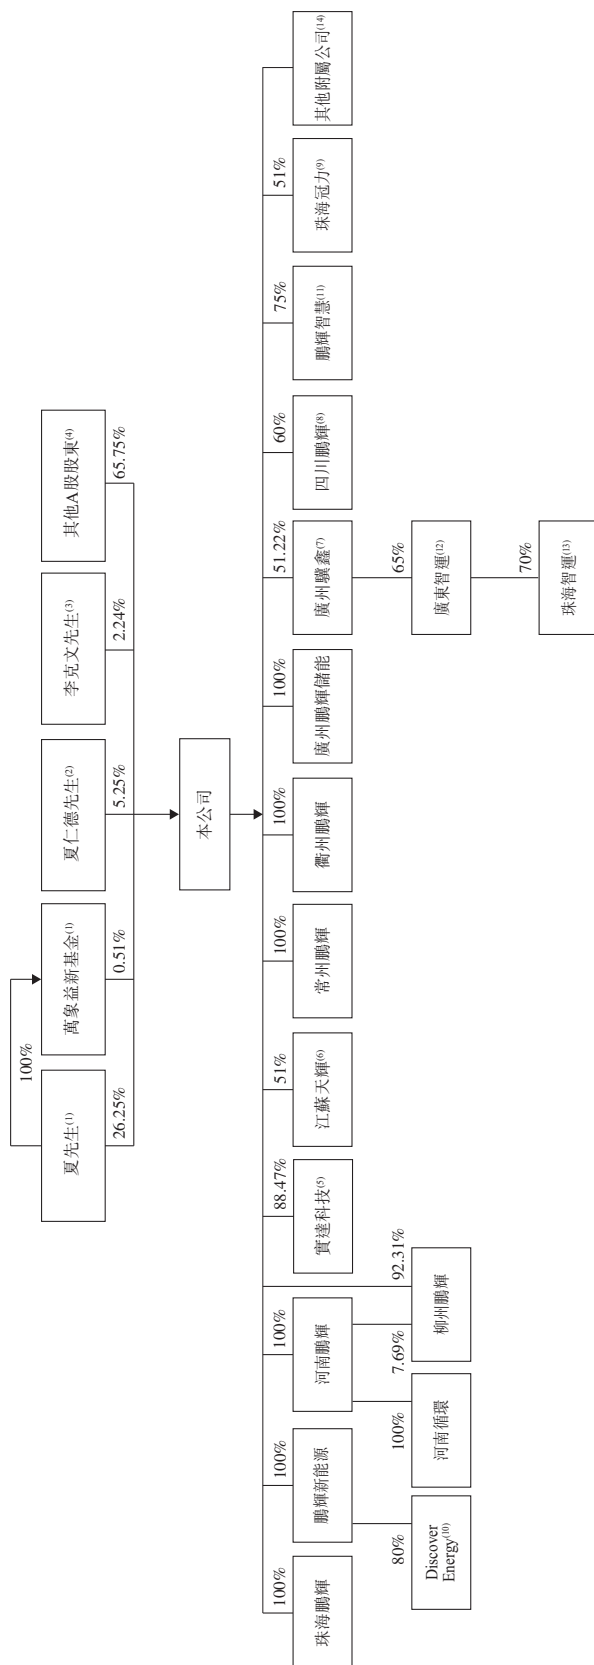 100%
夏先生(1)
萬象益新基金(1)
夏仁德先生(2)
李克文先生(3)
其他A股股東(4)
26.25%
0.51%
5.25%
2.24%
65.75%
本公司
100%
100%
100%
88.47%
51%
100%
100%
100%
51.22%
60%
75%
51%
珠海鵬輝
鵬輝新能源
河南鵬輝
實達科技(5)
江蘇天輝(6)
常州鵬輝
衢州鵬輝
廣州鵬輝儲能
廣州驥鑫(7)
四川鵬輝(8)
鵬輝智慧(11)
珠海冠力(9)
其他附屬公司(14)
80%
100%
7.69%
92.31%
65%
Discover
Energy(10)
河南循環
柳州鵬輝
廣東智運(12)
70%
珠海智運(13)